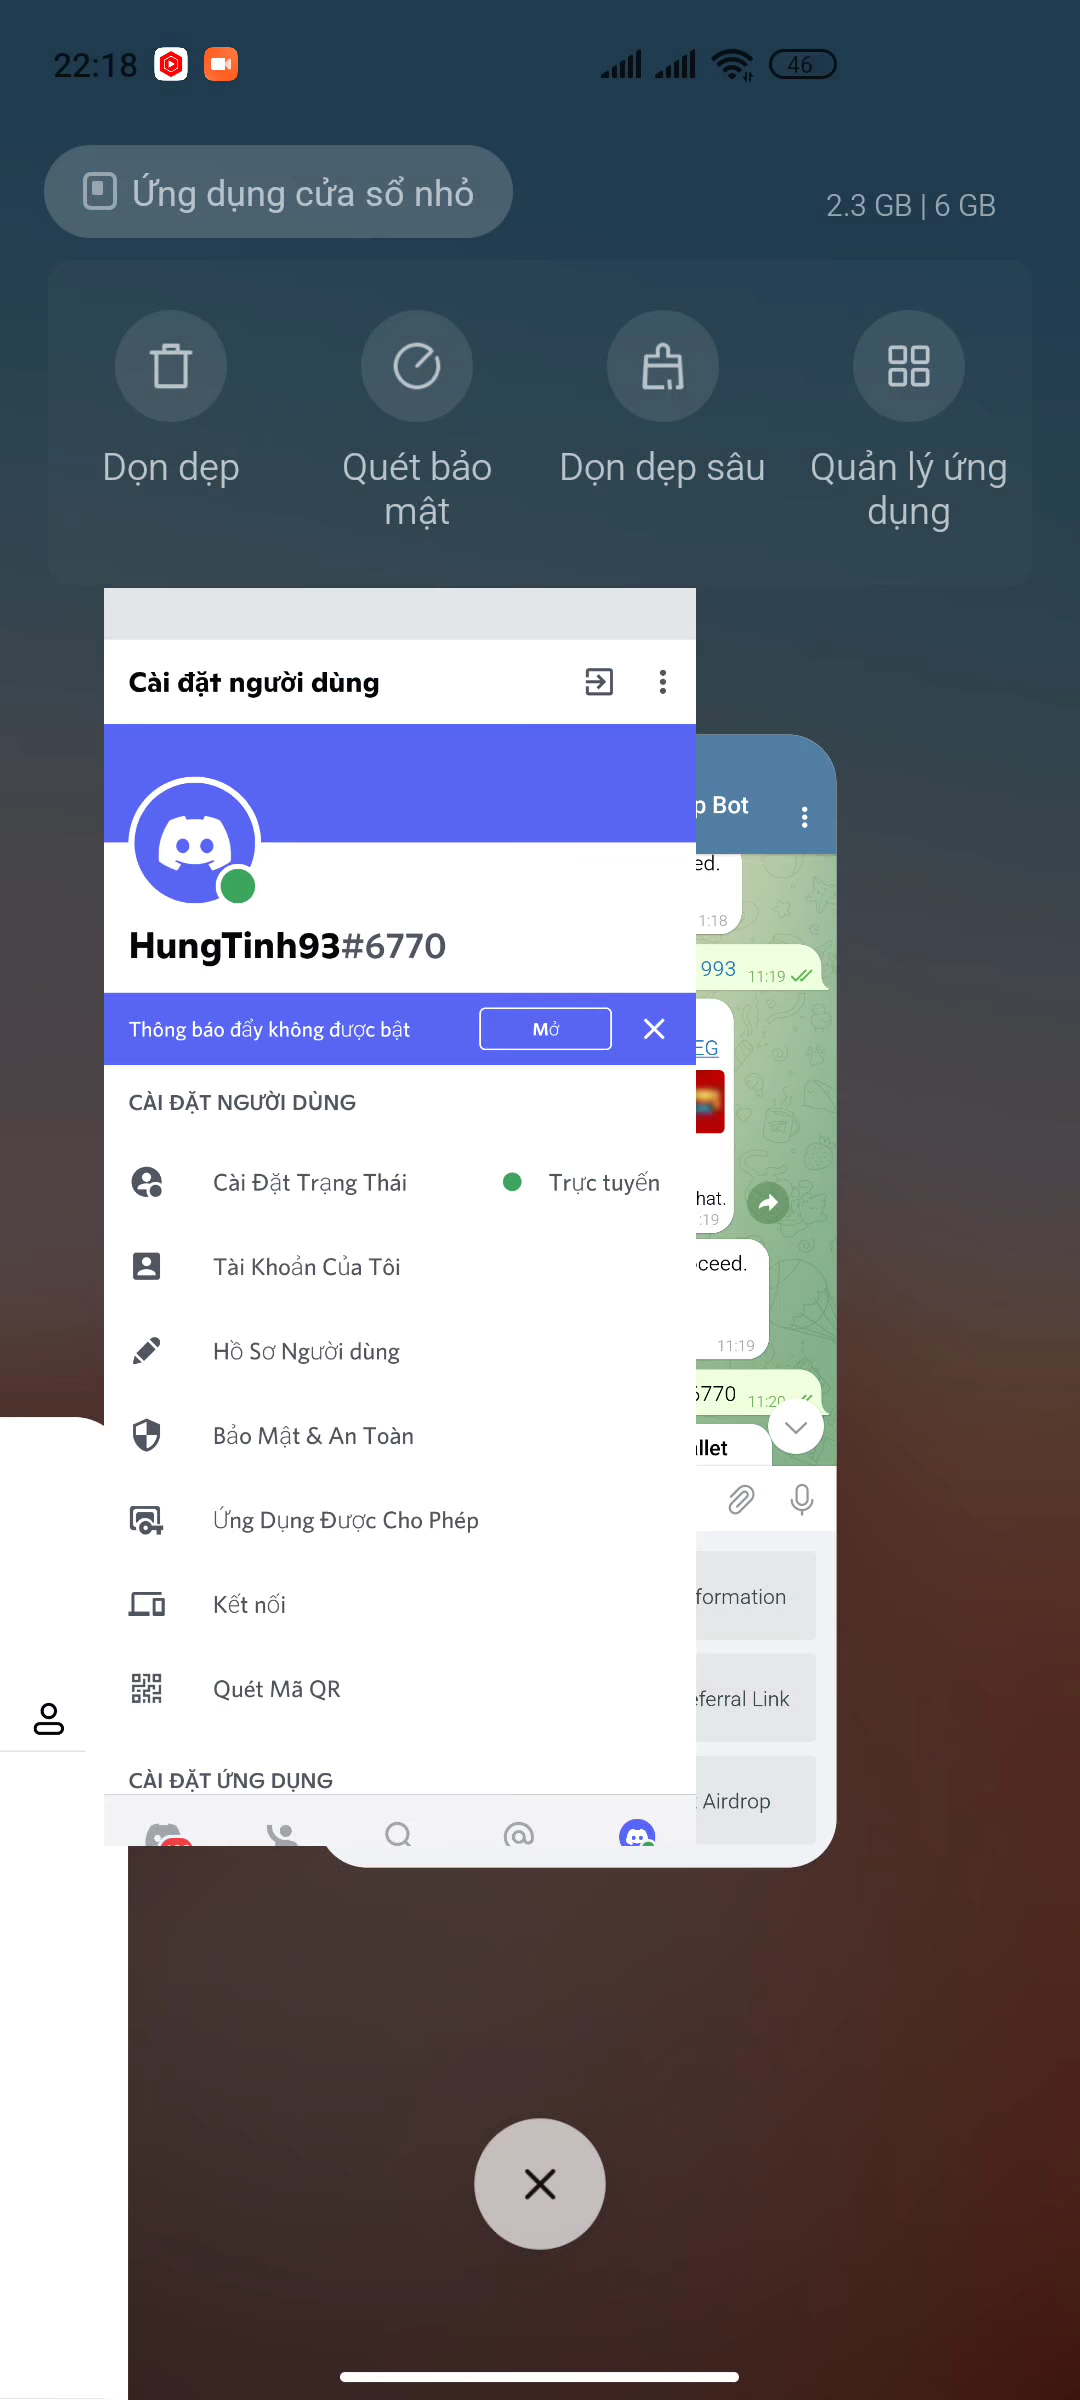 22:18
46
Ứng dụng cửa sổ nhỏ
2.3 GB | 6 GB
Dọn dẹp
Quét bảo mật
Dọn dẹp sâu
Quản lý ứng dụng
Cài đặt người dùng
HungTinh93#6770
Thông báo đẩy không được bật
Mở
CÀI ĐẶT NGƯỜI DÙNG
Cài Đặt Trạng Thái
Trực tuyến
Tài Khoản Của Tôi
Hồ Sơ Người dùng
Bảo Mật & An Toàn
Ứng Dụng Được Cho Phép
Kết nối
Quét Mã QR
CÀI ĐẶT ỨNG DỤNG
p Bot
ed.
1:18
993
11:19
EG
hat.
:19
ceed.
11:19
6770
11:20
llet
formation
eferral Link
Airdrop